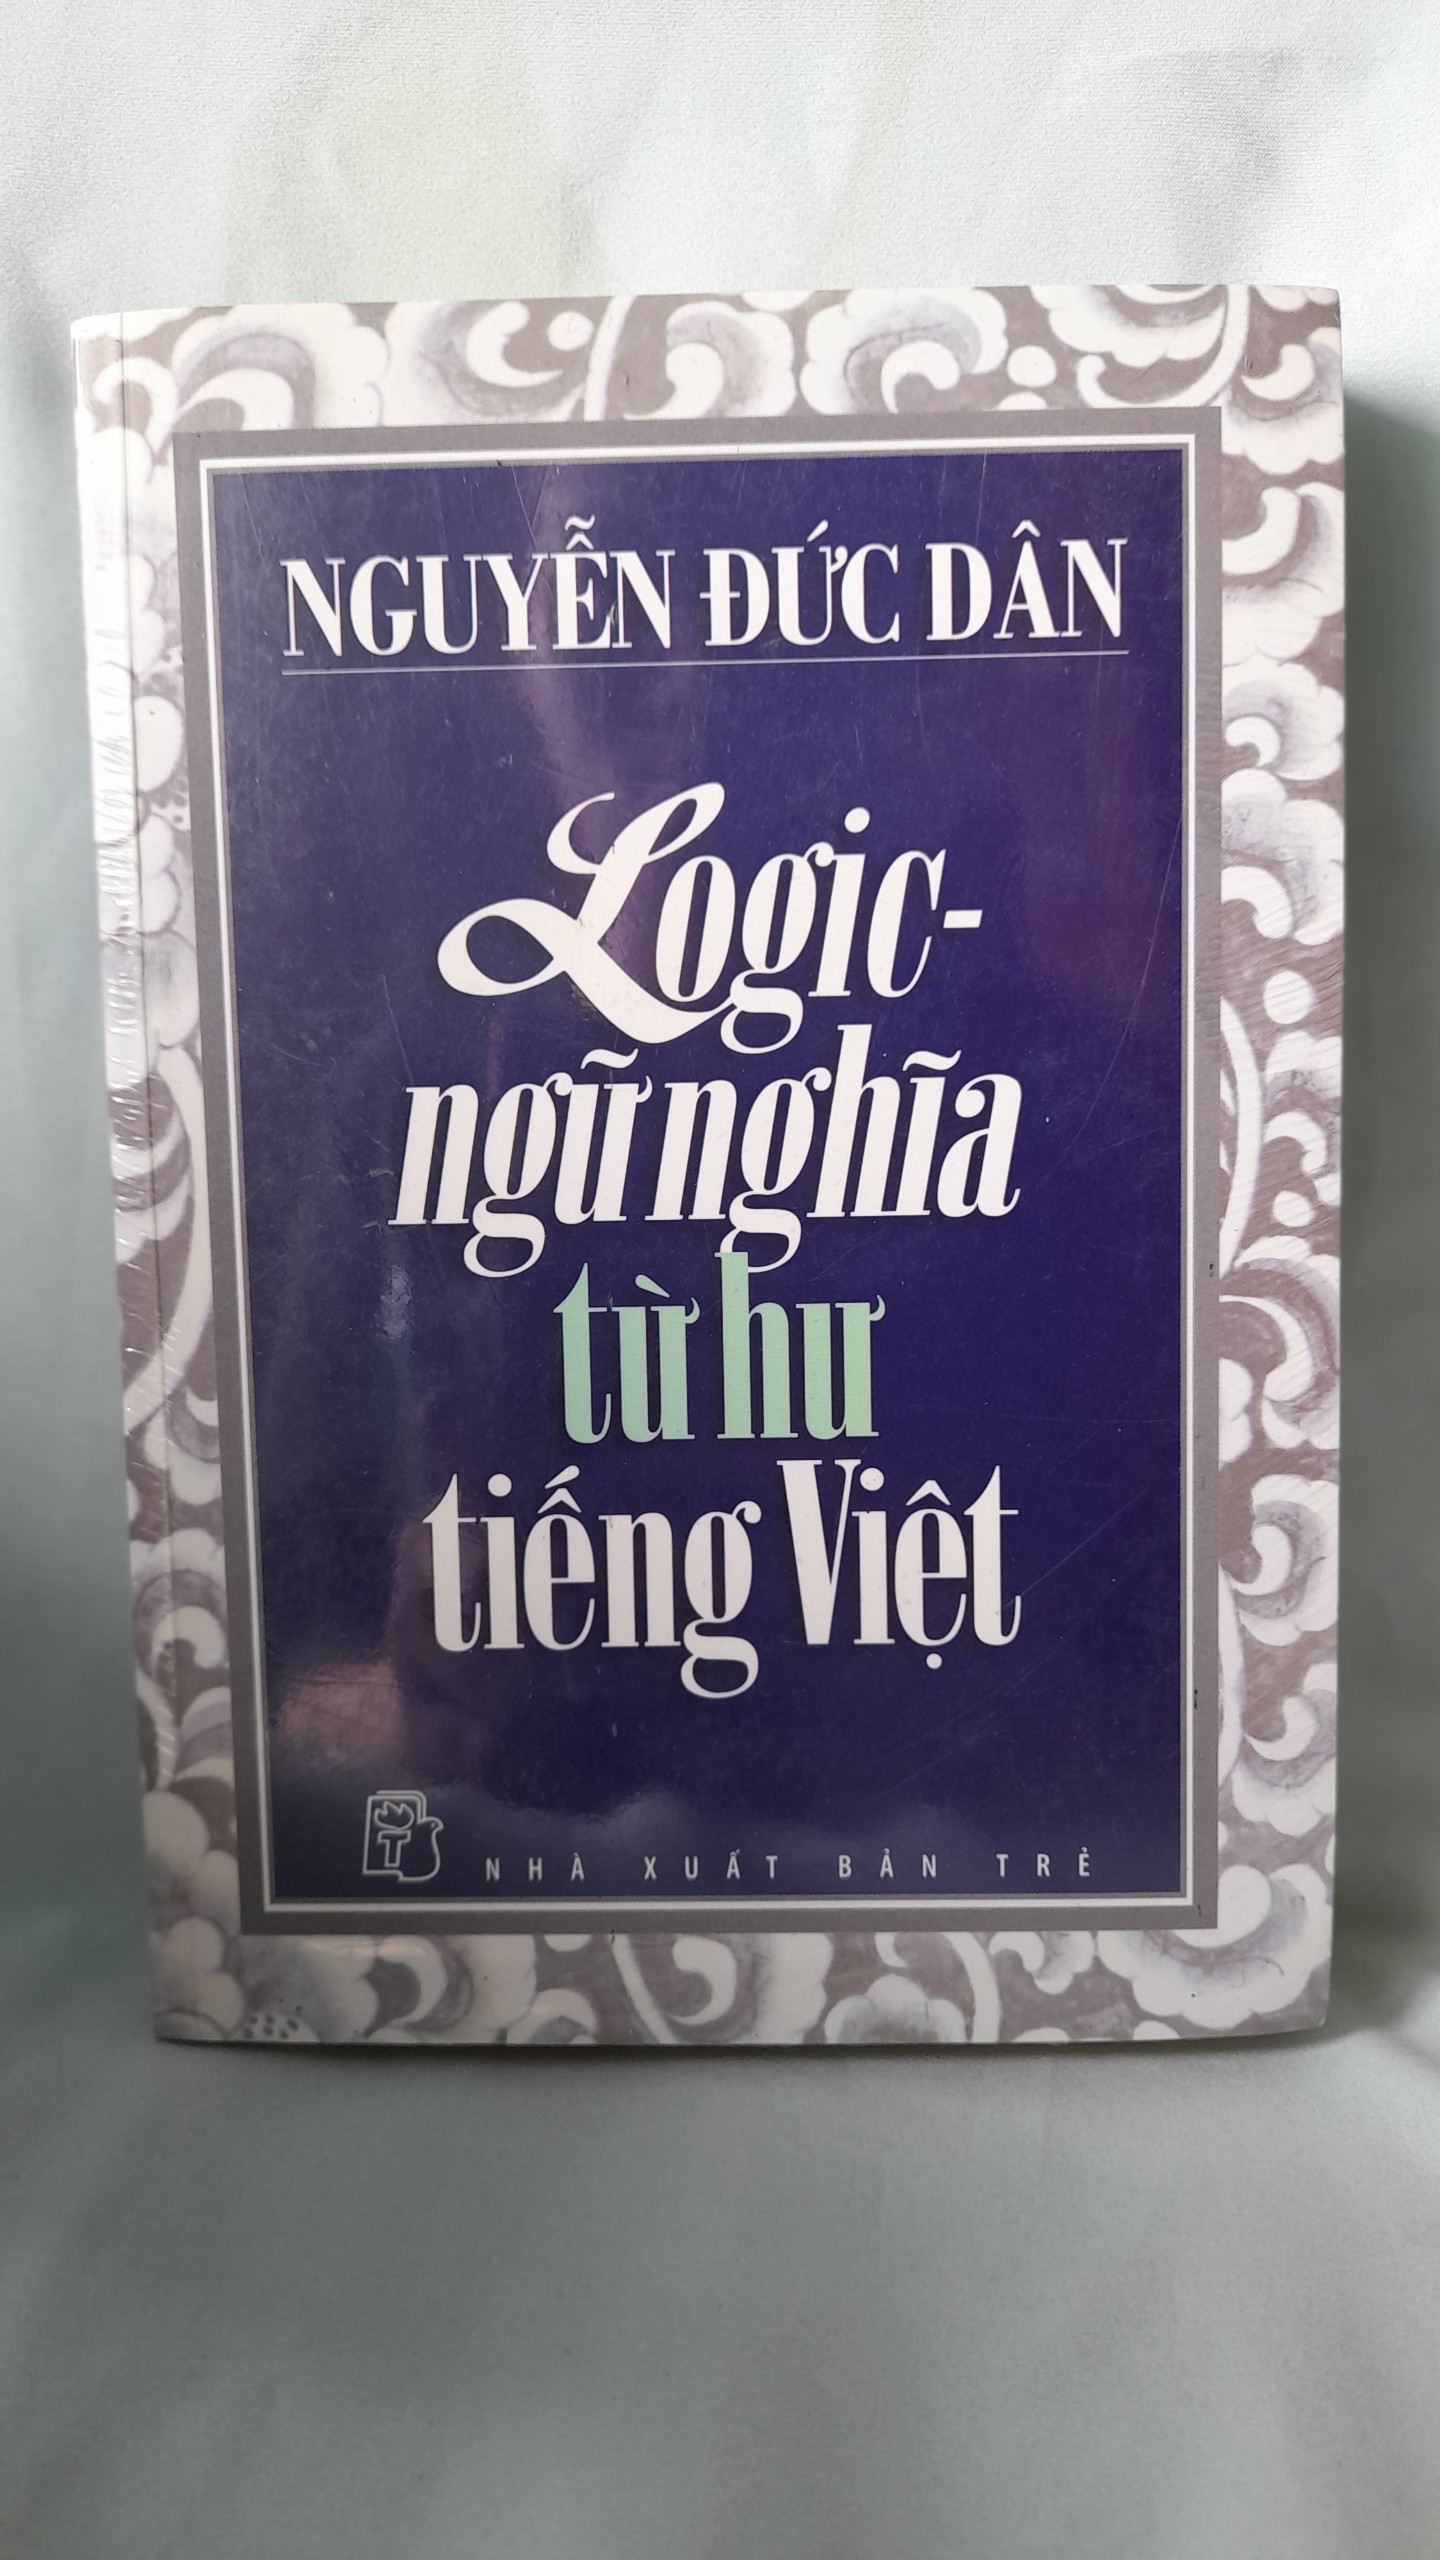 NGUYỄN ĐỨC DÂN
Logic-
ngữ nghĩa
từ hư
tiếng Việt
T
NHÀ XUẤT BẢN TRẺ